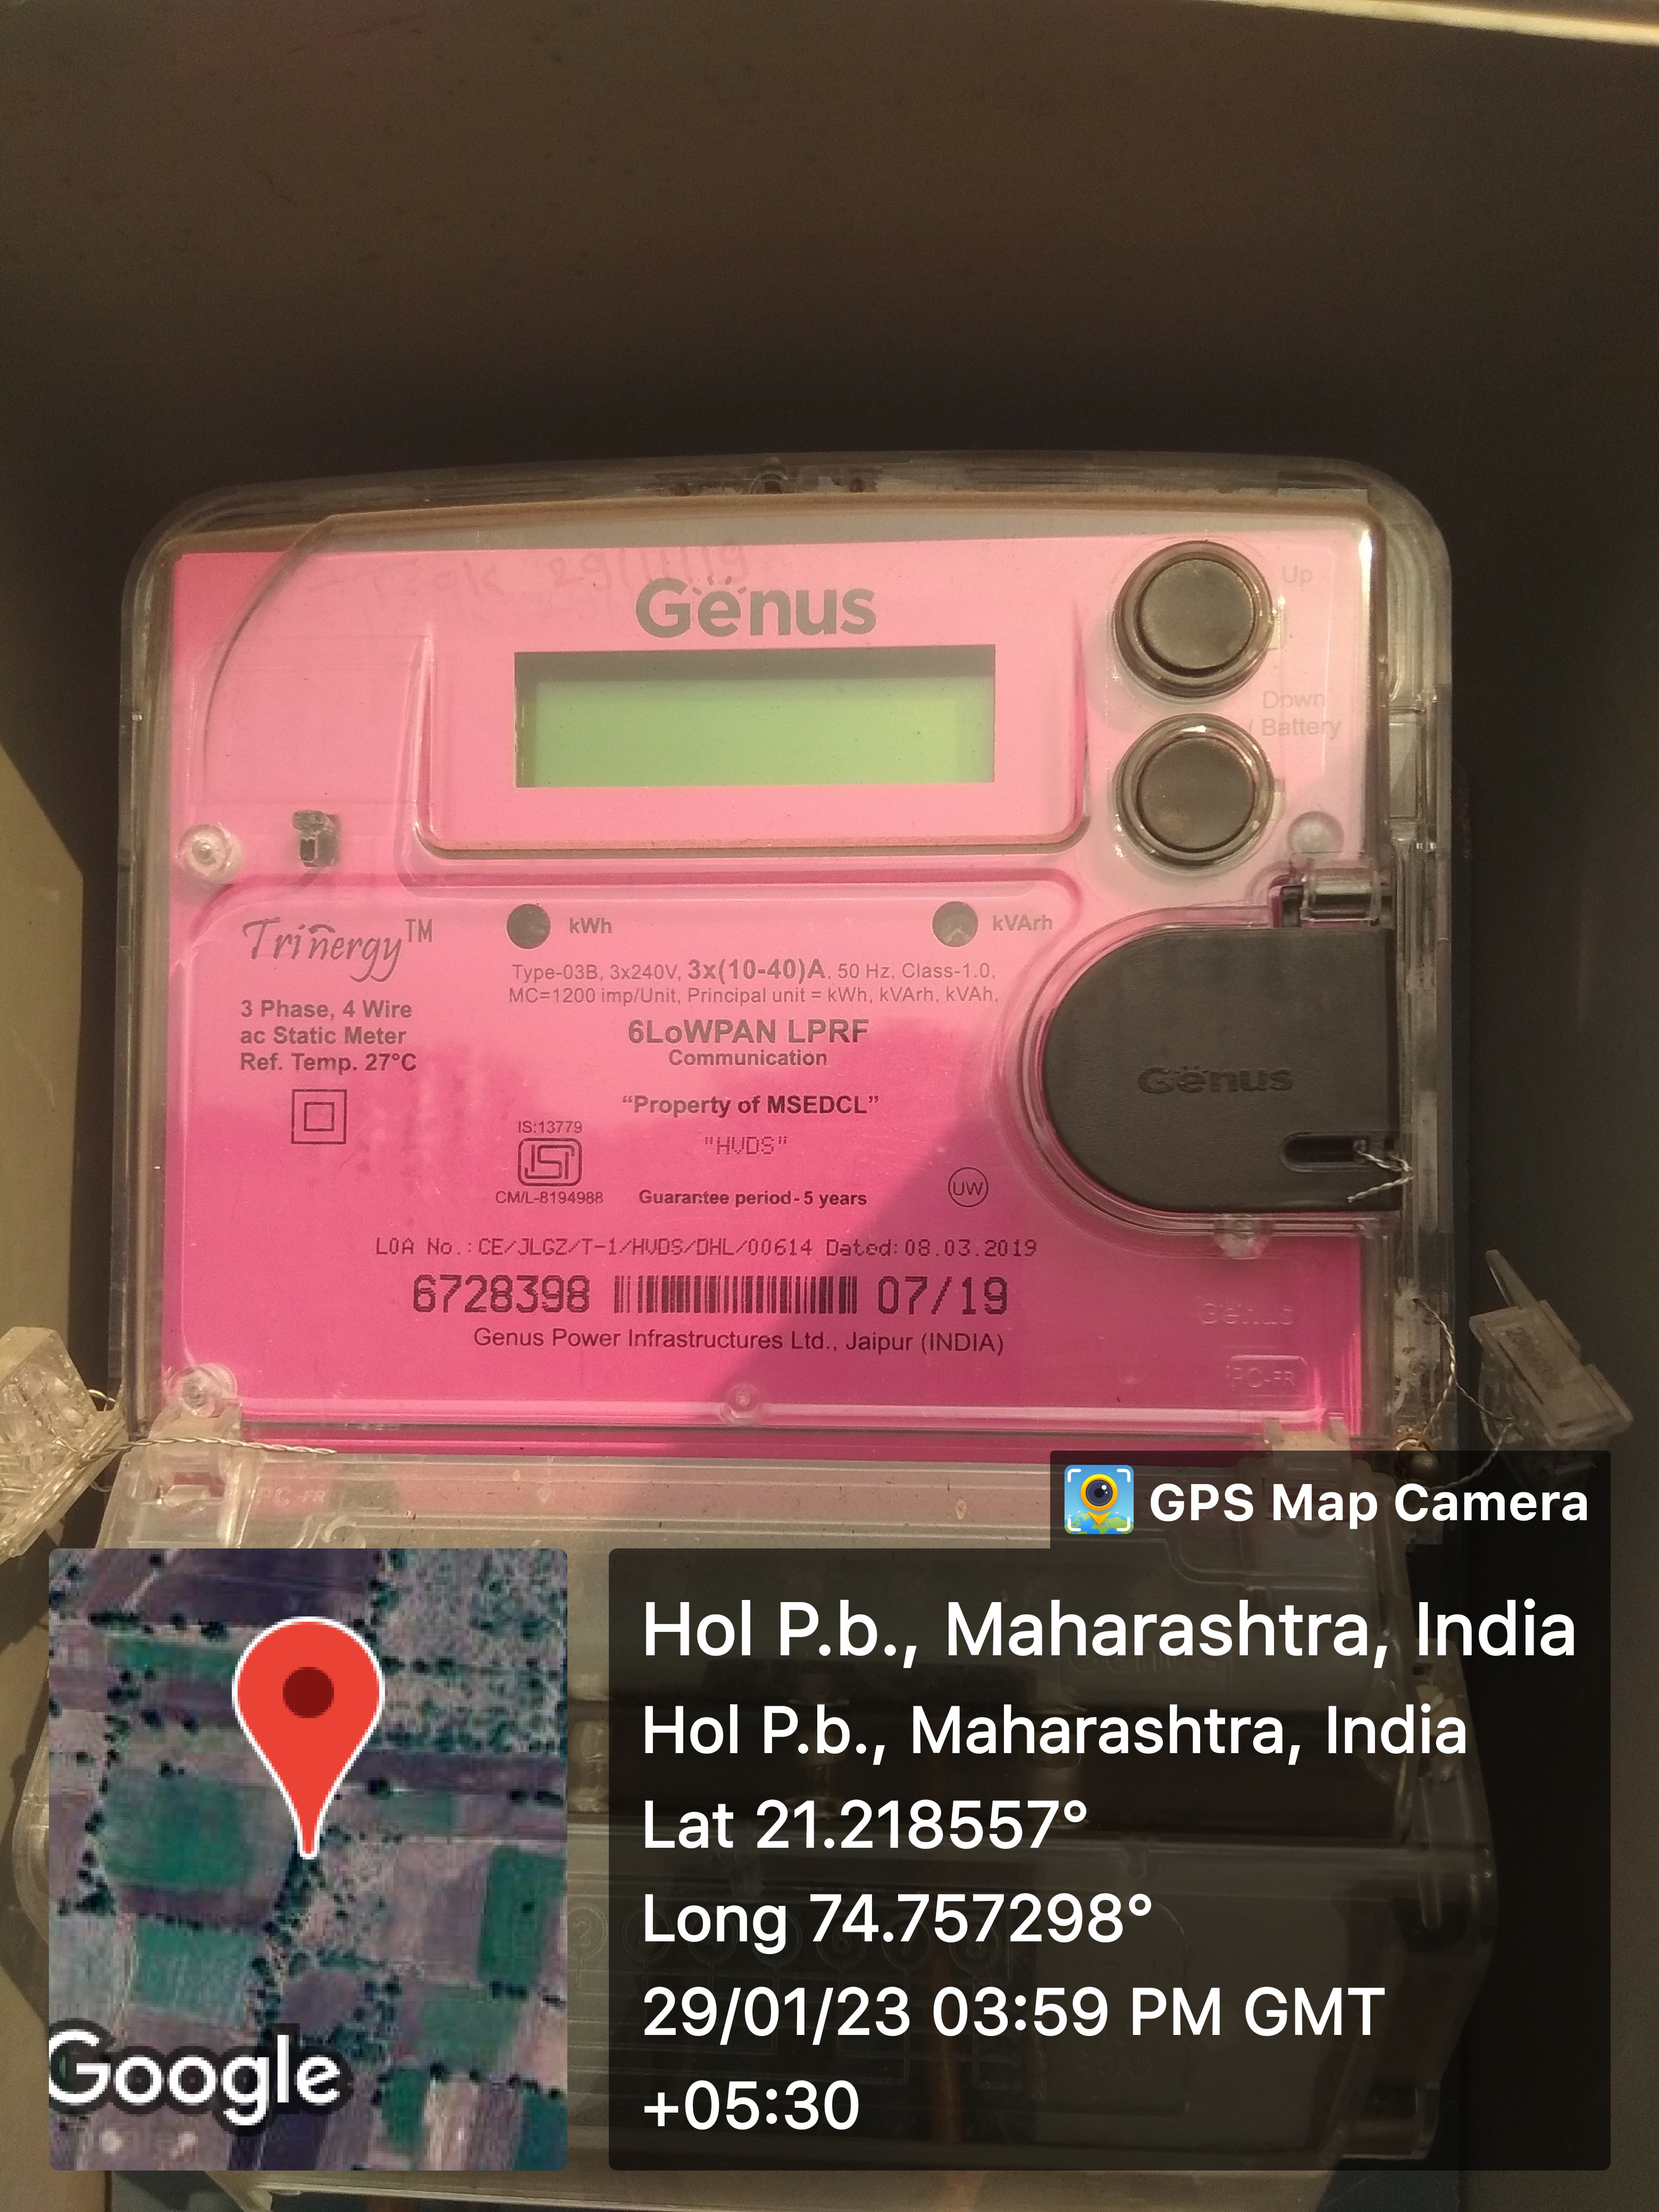 Genus
Up
Down
/ Battery
Trinergy™
kWh
kVArh
Type-03B, 3x240V, 3x(10-40)A, 50 Hz, Class-1.0,
MC=1200 imp/Unit, Principal unit = kWh, kVArh, kVAh.
3 Phase, 4 Wire
ac Static Meter
Ref. Temp. 27°C
6LoWPAN LPRF
Communication
Genus
“Property of MSEDCL”
"HVDS"
IS:13779
CM/L-8194988
Guarantee period-5 years
UW
LOA No.:CE/JLGZ/T-1/HVDS/DHL/00614 Dated:08.03.2019
6728398 07/19
Genus Power Infrastructures Ltd., Jaipur (INDIA)
Genus
PC-FR
PC-FR
GPS Map Camera
Hol P.b., Maharashtra, India
Hol P.b., Maharashtra, India
Lat 21.218557°
Long 74.757298°
29/01/23 03:59 PM GMT
+05:30
Google